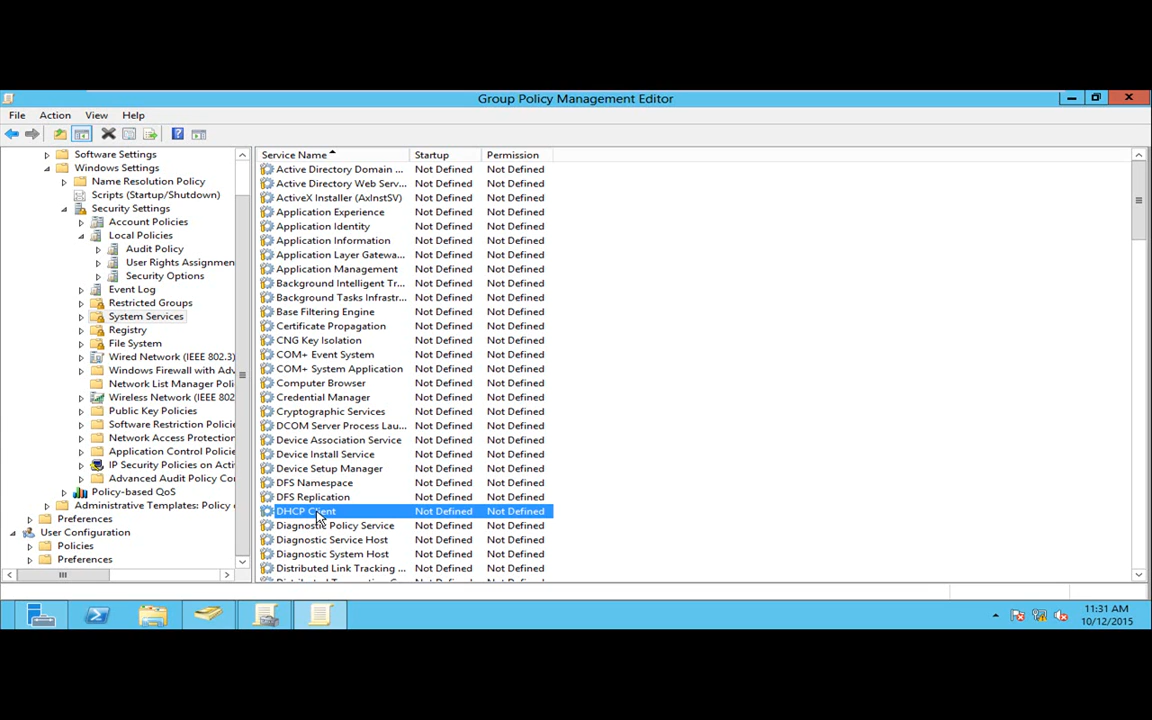 Group Policy Management Editor
File Action View Help
Software Settings
Windows Settings
Name Resolution Policy
Scripts (Startup/Shutdown)
Security Settings
Account Policies
Local Policies
Audit Policy
User Rights Assignmen
Security Options
Event Log
Restricted Groups
System Services
Registry
File System
Wired Network (IEEE 802.3)
Windows Firewall with Adv
Network List Manager Poli
Wireless Network (IEEE 802
Public Key Policies
Software Restriction Policie
Network Access Protection
Application Control Policie
IP Security Policies on Acti
Advanced Audit Policy Co
Policy-based QoS
Administrative Templates: Policy
Preferences
User Configuration
Policies
Preferences
Service Name Startup Permission
Active Directory Domain ... Not Defined Not Defined
Active Directory Web Serv... Not Defined Not Defined
ActiveX Installer (AxInstSV) Not Defined Not Defined
Application Experience Not Defined Not Defined
Application Identity Not Defined Not Defined
Application Information Not Defined Not Defined
Application Layer Gatewa... Not Defined Not Defined
Application Management Not Defined Not Defined
Background Intelligent Tr... Not Defined Not Defined
Background Tasks Infrastr... Not Defined Not Defined
Base Filtering Engine Not Defined Not Defined
Certificate Propagation Not Defined Not Defined
CNG Key Isolation Not Defined Not Defined
COM+ Event System Not Defined Not Defined
COM+ System Application Not Defined Not Defined
Computer Browser Not Defined Not Defined
Credential Manager Not Defined Not Defined
Cryptographic Services Not Defined Not Defined
DCOM Server Process Lau... Not Defined Not Defined
Device Association Service Not Defined Not Defined
Device Install Service Not Defined Not Defined
Device Setup Manager Not Defined Not Defined
DFS Namespace Not Defined Not Defined
DFS Replication Not Defined Not Defined
DHCP Client Not Defined Not Defined
Diagnostic Policy Service Not Defined Not Defined
Diagnostic Service Host Not Defined Not Defined
Diagnostic System Host Not Defined Not Defined
Distributed Link Tracking ... Not Defined Not Defined
11:31 AM
10/12/2015